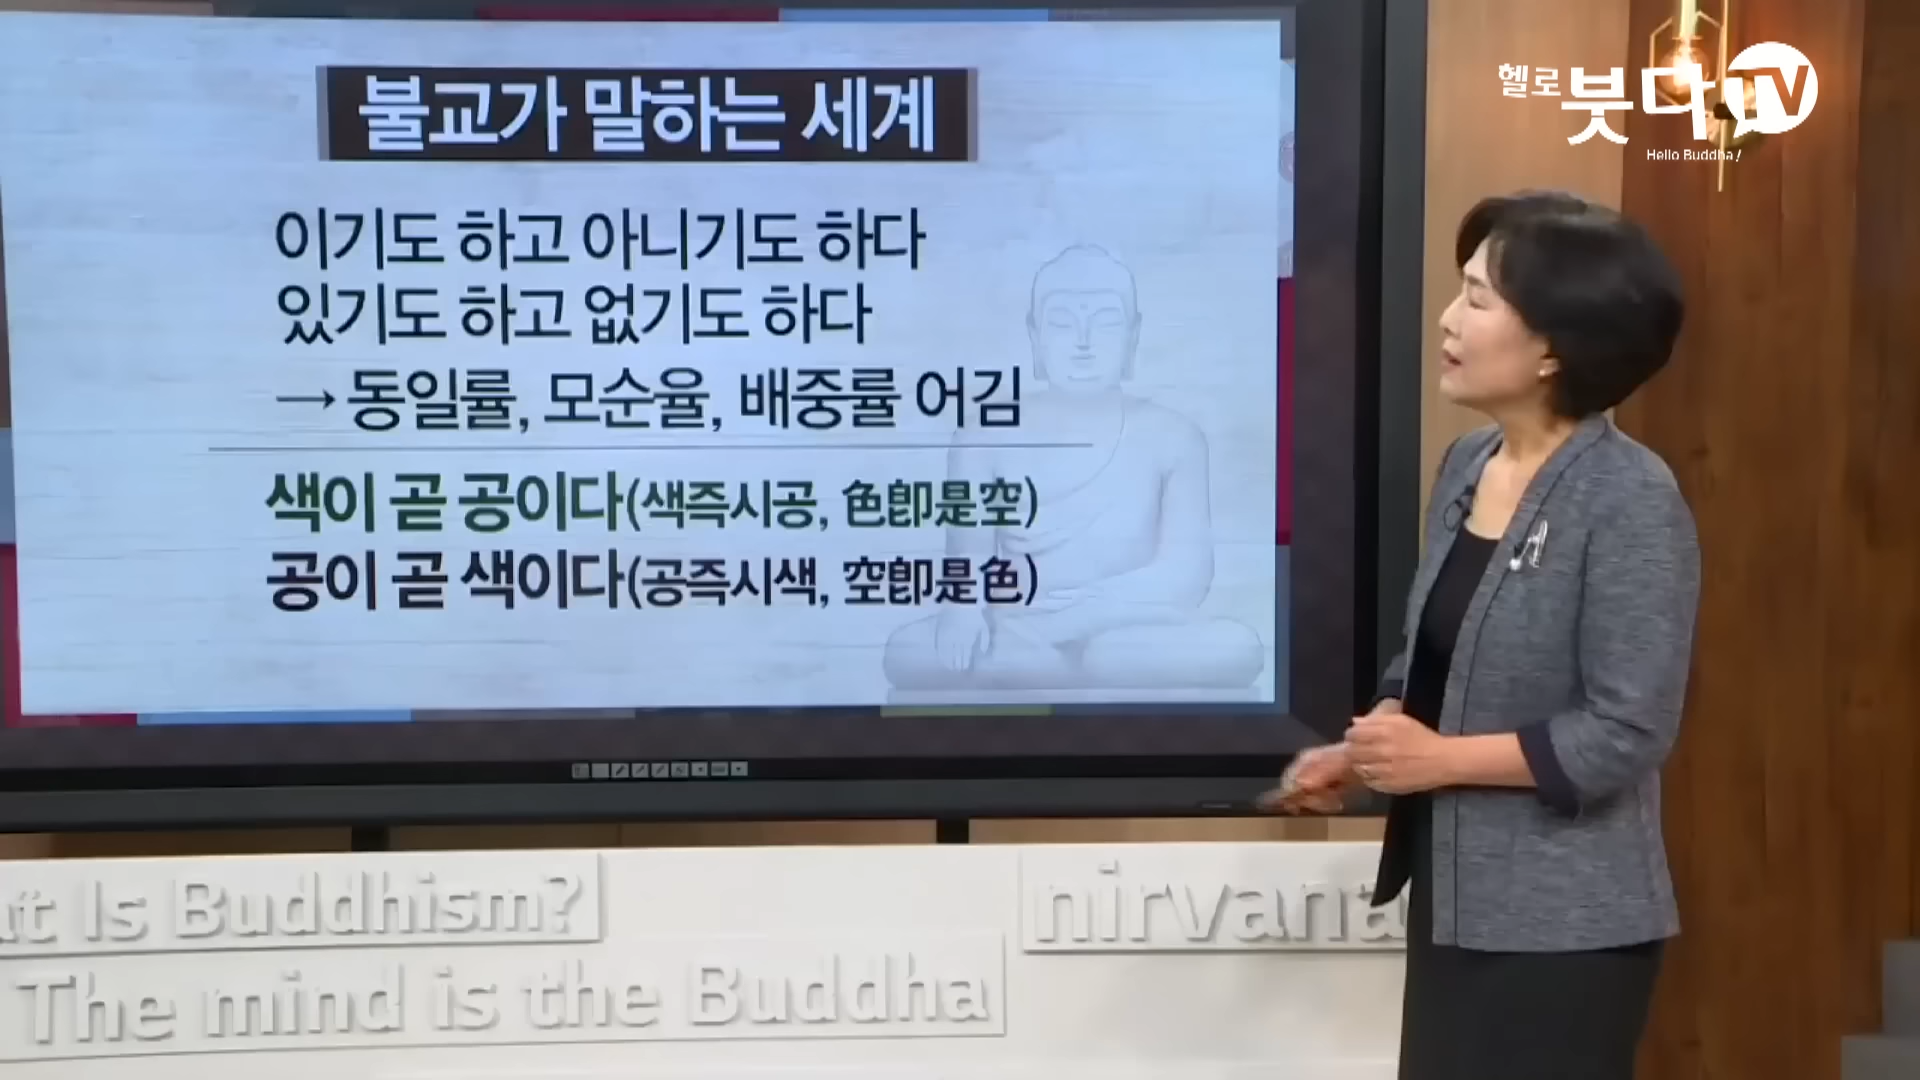 불교가 말하는 세계
이기도 하고 아니기도 하다
있기도 하고 없기도 하다
→ 동일률, 모순율, 배중률 어김
색이 곧 공이다(색즉시공, 色卽是空)
공이 곧 색이다(공즉시색, 空卽是色)
헬로붓다TV
Hello Buddha!
Is Buddhism?
nirvana
The mind is the Buddha